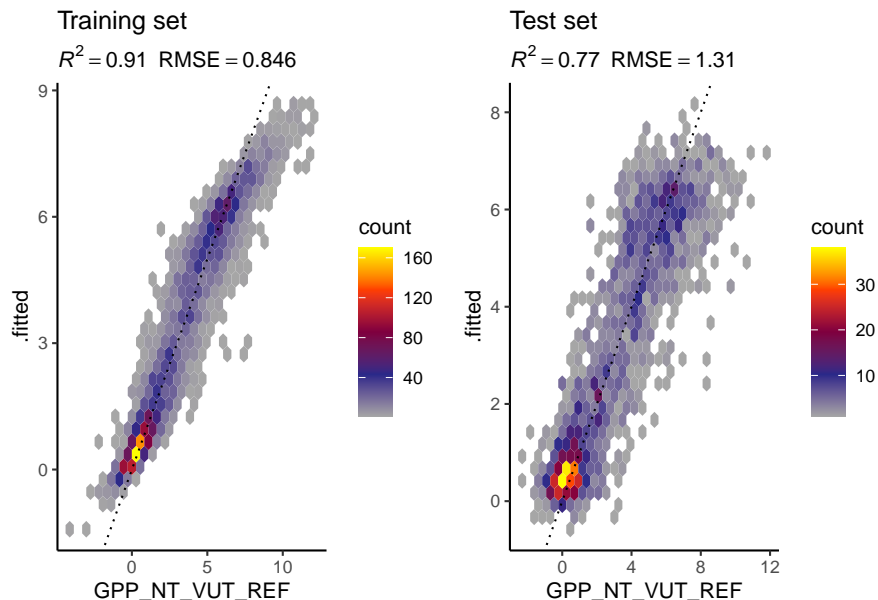 Training set
R² = 0.91 RMSE = 0.846
9
6
3
0
.fitted
0 5 10
GPP_NT_VUT_REF
count
160
120
80
40
Test set
R² = 0.77 RMSE = 1.31
8
6
4
2
0
.fitted
0 4 8 12
GPP_NT_VUT_REF
count
30
20
10